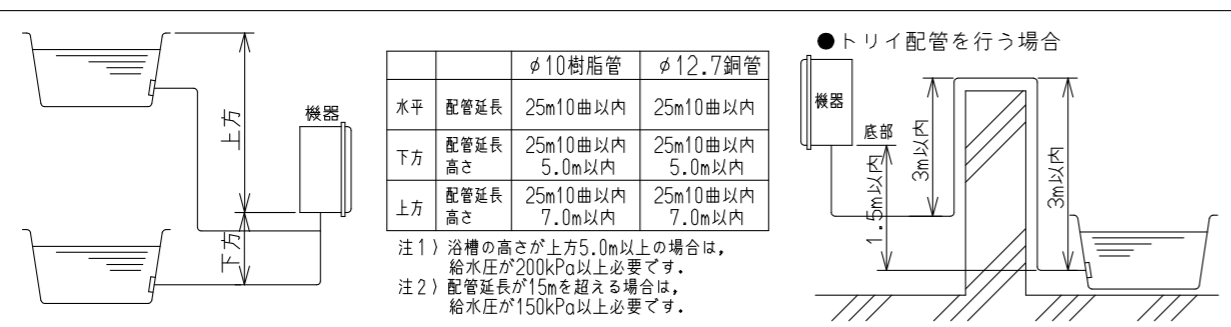 上方
下方
機器
φ10樹脂管 φ12.7銅管
水平 配管延長 25m10曲以内 25m10曲以内
下方 配管延長 25m10曲以内 25m10曲以内
高さ 5.0m以内 5.0m以内
上方 配管延長 25m10曲以内 25m10曲以内
高さ 7.0m以内 7.0m以内
注1）浴槽の高さが上方5.0m以上の場合は,
給水圧が200kPa以上必要です.
注2）配管延長が15mを超える場合は,
給水圧が150kPa以上必要です.
●トリイ配管を行う場合
機器
底部
1.5m以内
3m以内
3m以内